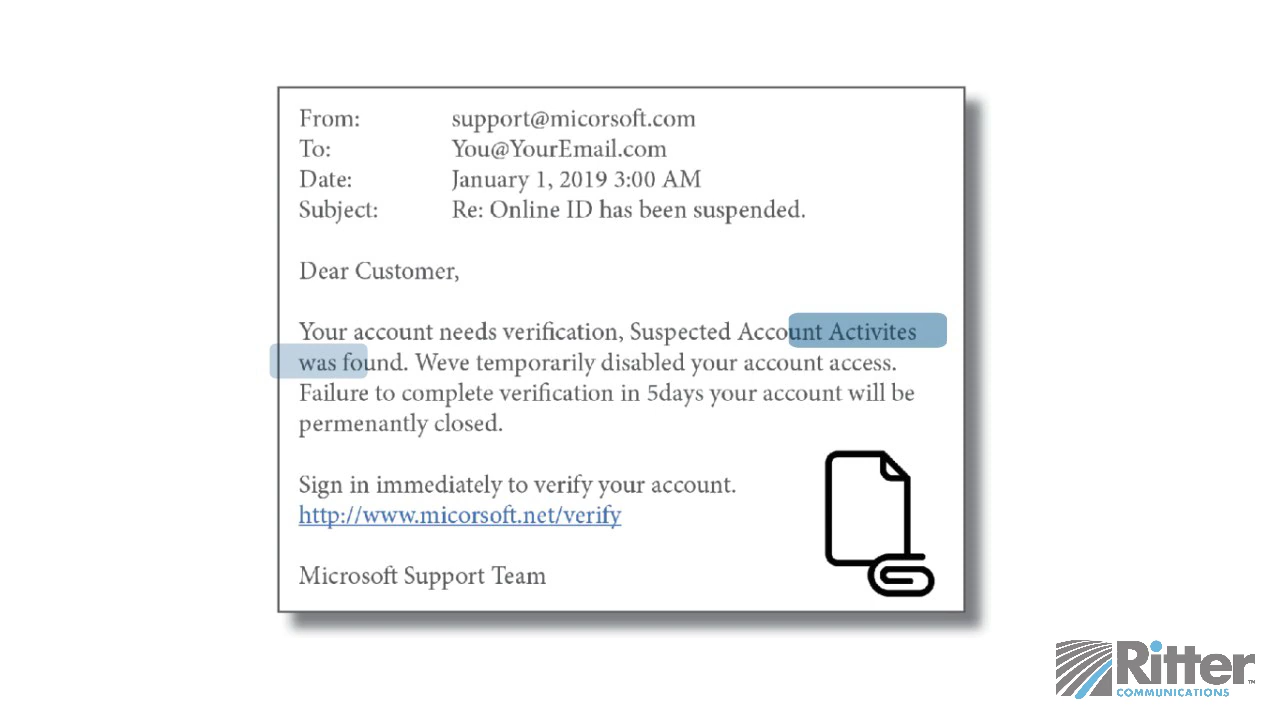 From: support@micorsoft.com
To: You@YourEmail.com
Date: January 1, 2019 3:00 AM
Subject: Re: Online ID has been suspended.
Dear Customer,
Your account needs verification, Suspected Account Activites
was found. Weve temporarily disabled your account access.
Failure to complete verification in 5days your account will be
permenantly closed.
Sign in immediately to verify your account.
http://www.micorsoft.net/verify
Microsoft Support Team
Ritter™
COMMUNICATIONS